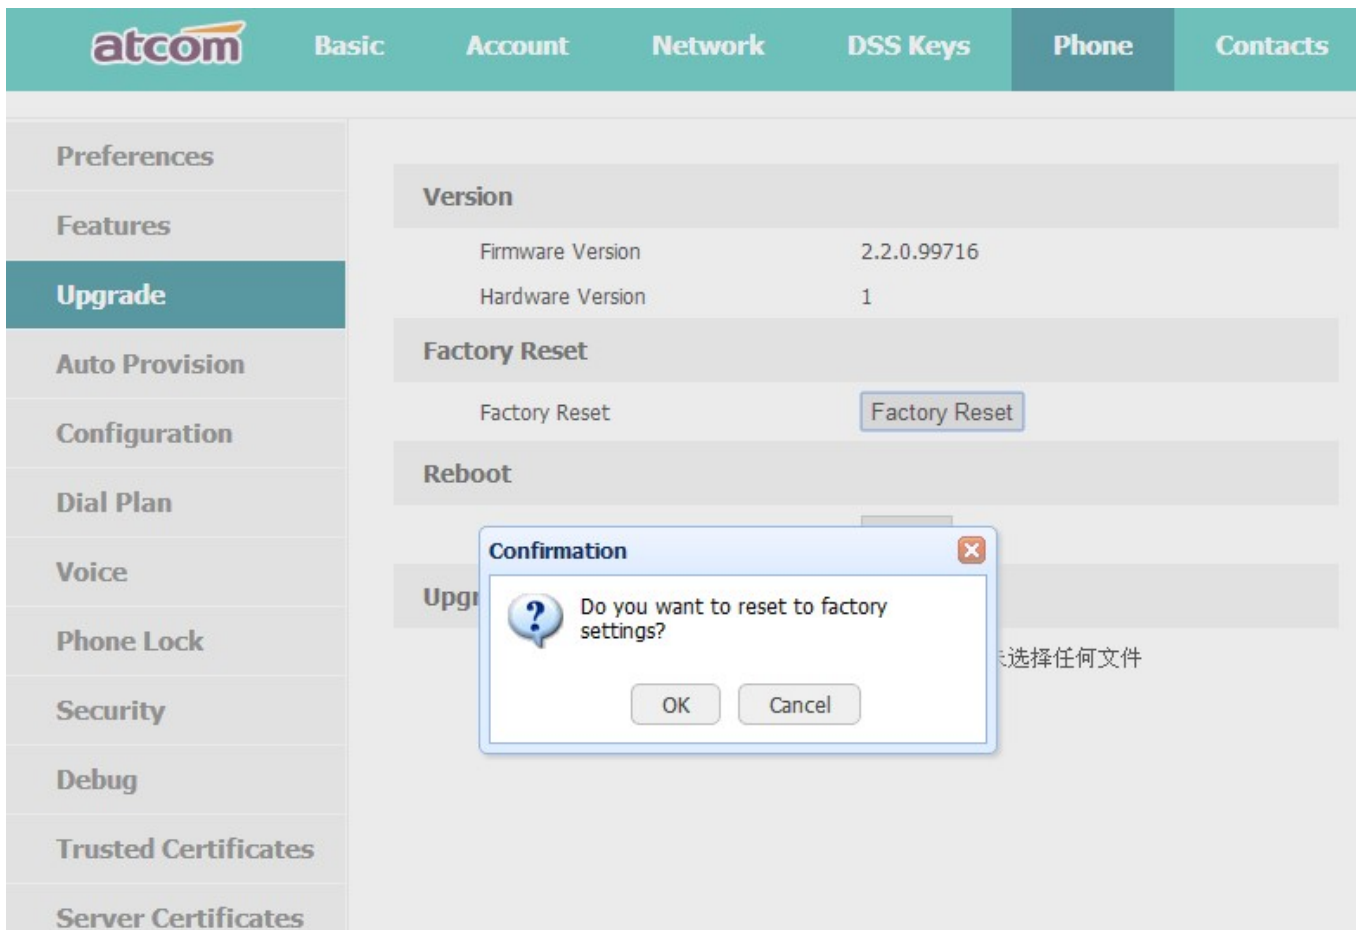 atcom Basic Account Network DSS Keys Phone Contacts
Preferences
Features
Upgrade
Auto Provision
Configuration
Dial Plan
Voice
Phone Lock
Security
Debug
Trusted Certificates
Server Certificates
Version
Firmware Version 2.2.0.99716
Hardware Version 1
Factory Reset
Factory Reset Factory Reset
Reboot
Upgr
选择任何文件
Confirmation
Do you want to reset to factory
settings?
OK Cancel